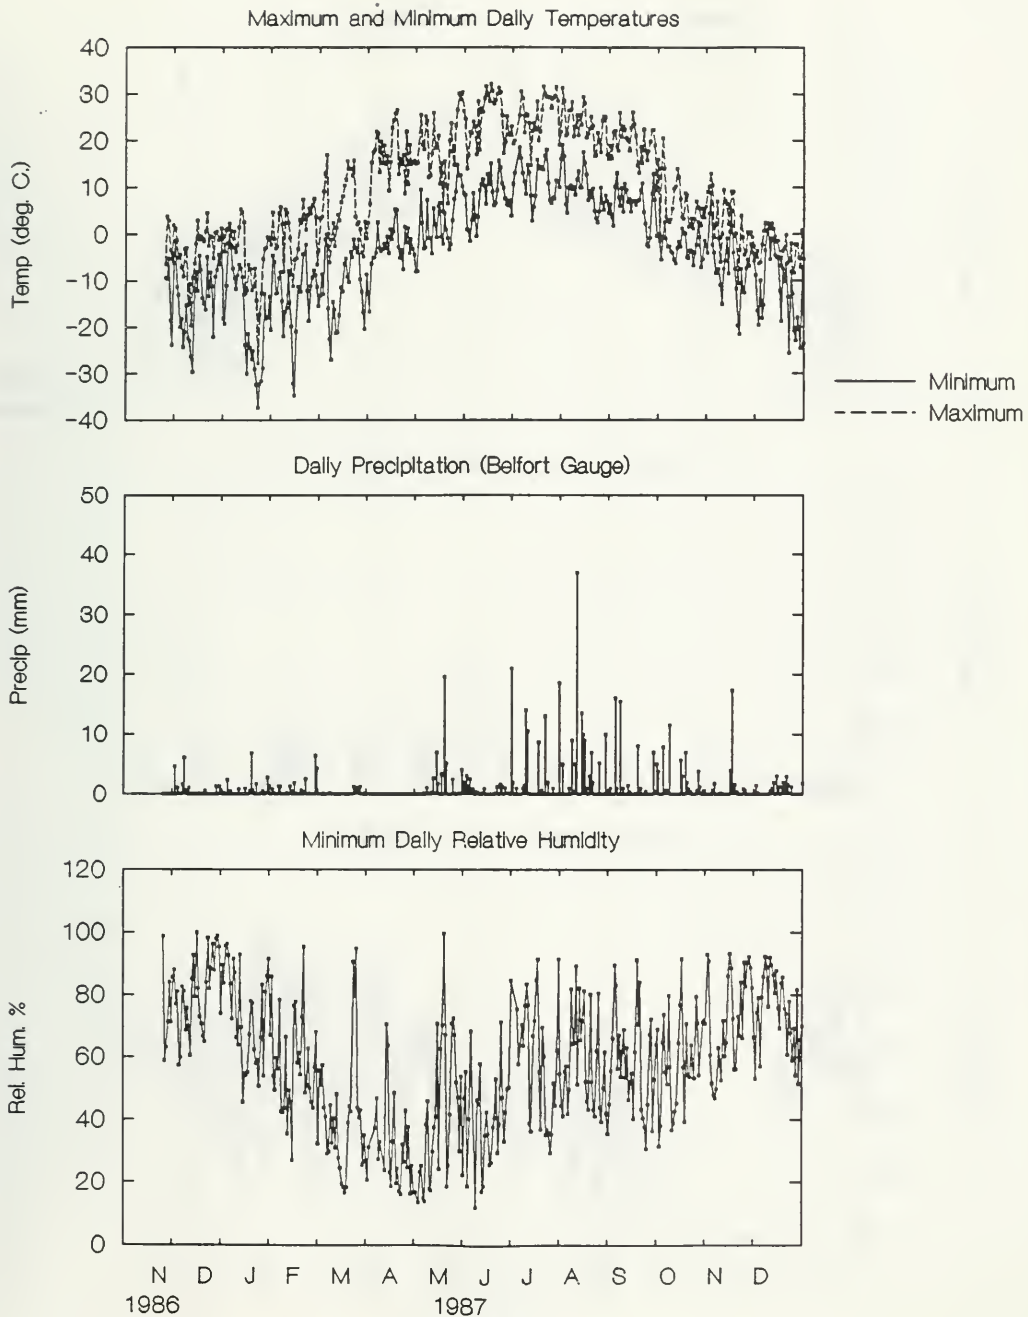 Maximum and Minimum Daily Temperatures
40
30
20
10
0
-10
-20
-30
-40
Temp (deg. C.)
Minimum
Maximum
Daily Precipitation (Belfort Gauge)
50
40
30
20
10
0
Precip (mm)
Minimum Daily Relative Humidity
120
100
80
60
40
20
0
Rel. Hum. %
N D J F M A M J J A S O N D
1986 1987